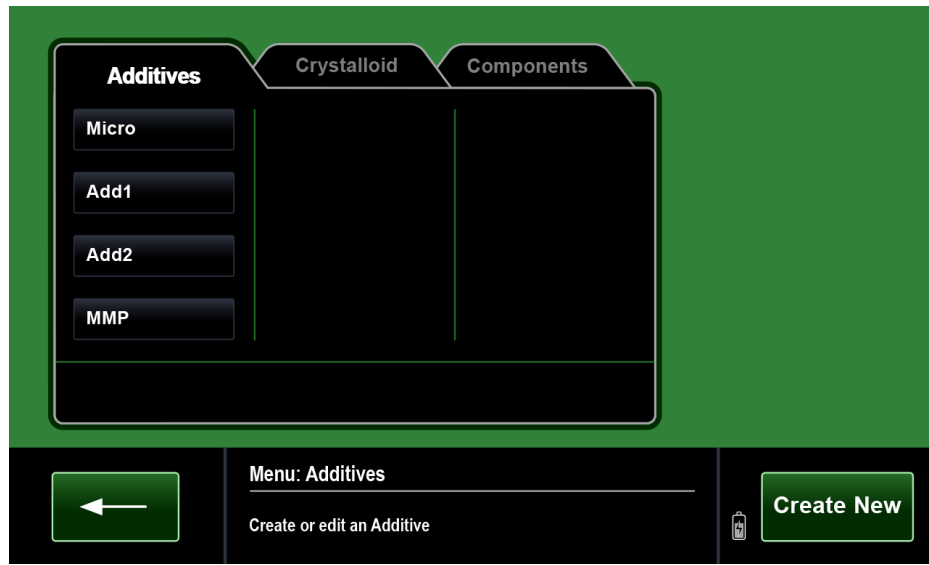 Additives
Crystalloid
Components
Micro
Add1
Add2
MMP
Menu: Additives
Create or edit an Additive
Create New